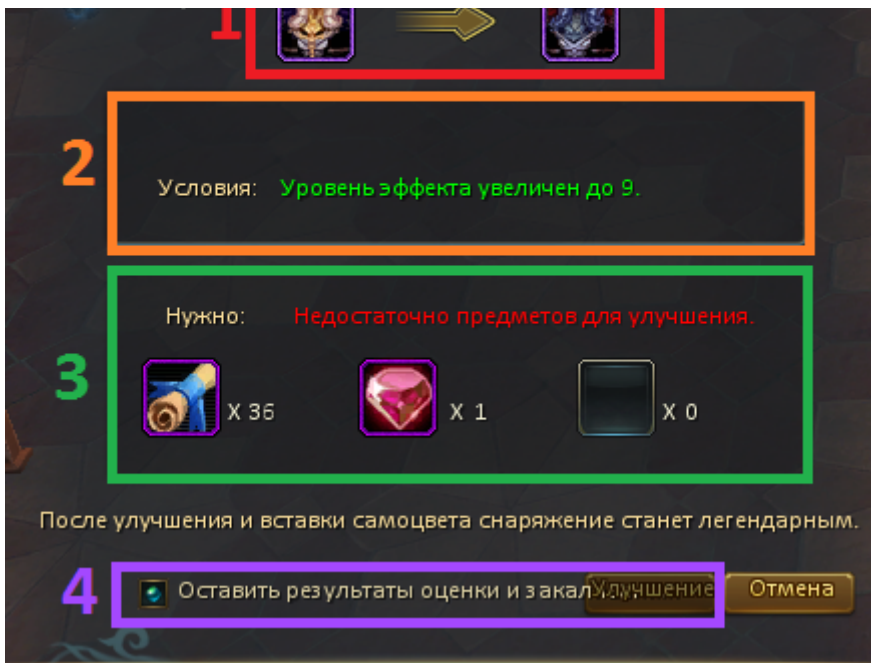 1
2
Условия: Уровень эффекта увеличен до 9.
3
Нужно: Недостаточно предметов для улучшения.
X 36 X 1 X 0
После улучшения и вставки самоцвета снаряжение станет легендарным.
4
Оставить результаты оценки и Улучшение Отмена